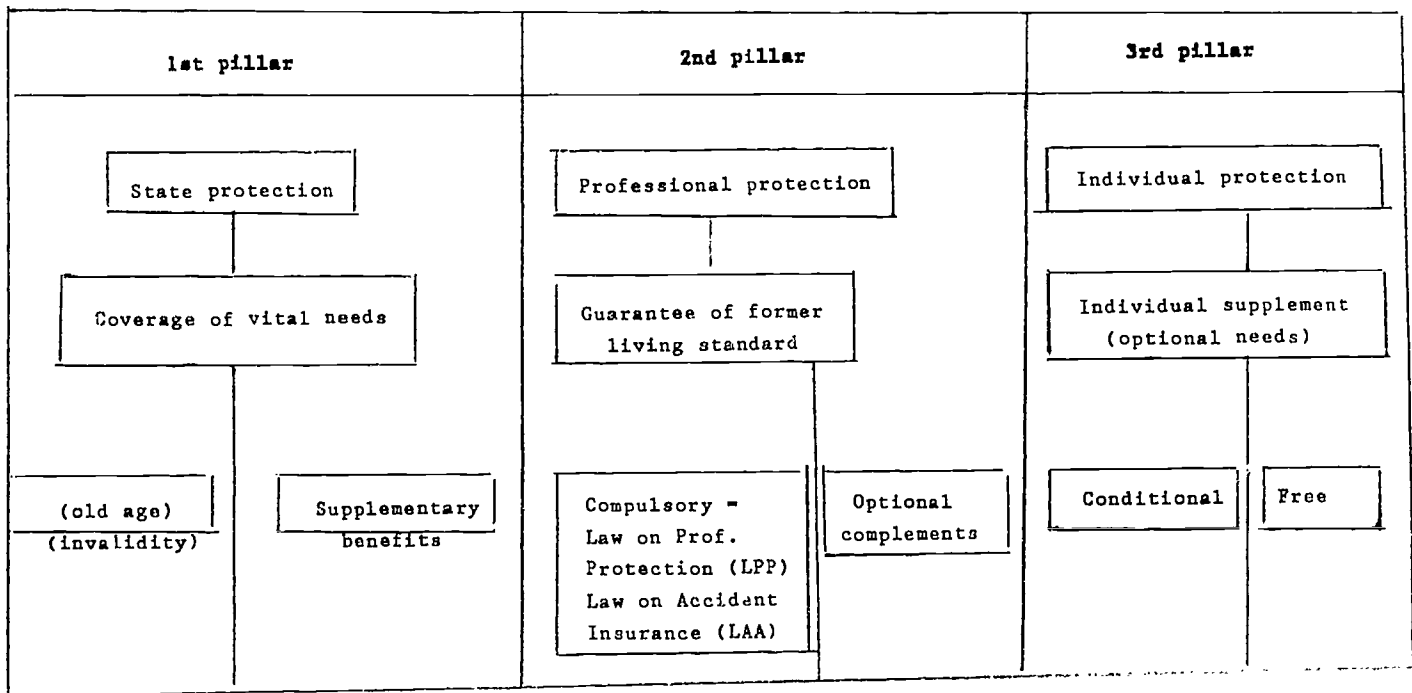 1st pillar
2nd pillar
3rd pillar
State protection
Coverage of vital needs
(old age)
(invalidity)
Supplementary
benefits
Professional protection
Guarantee of former
living standard
Compulsory =
Law on Prof.
Protection (LPP)
Law on Accident
Insurance (LAA)
Optional
complements
Individual protection
Individual supplement
(optional needs)
Conditional
Free